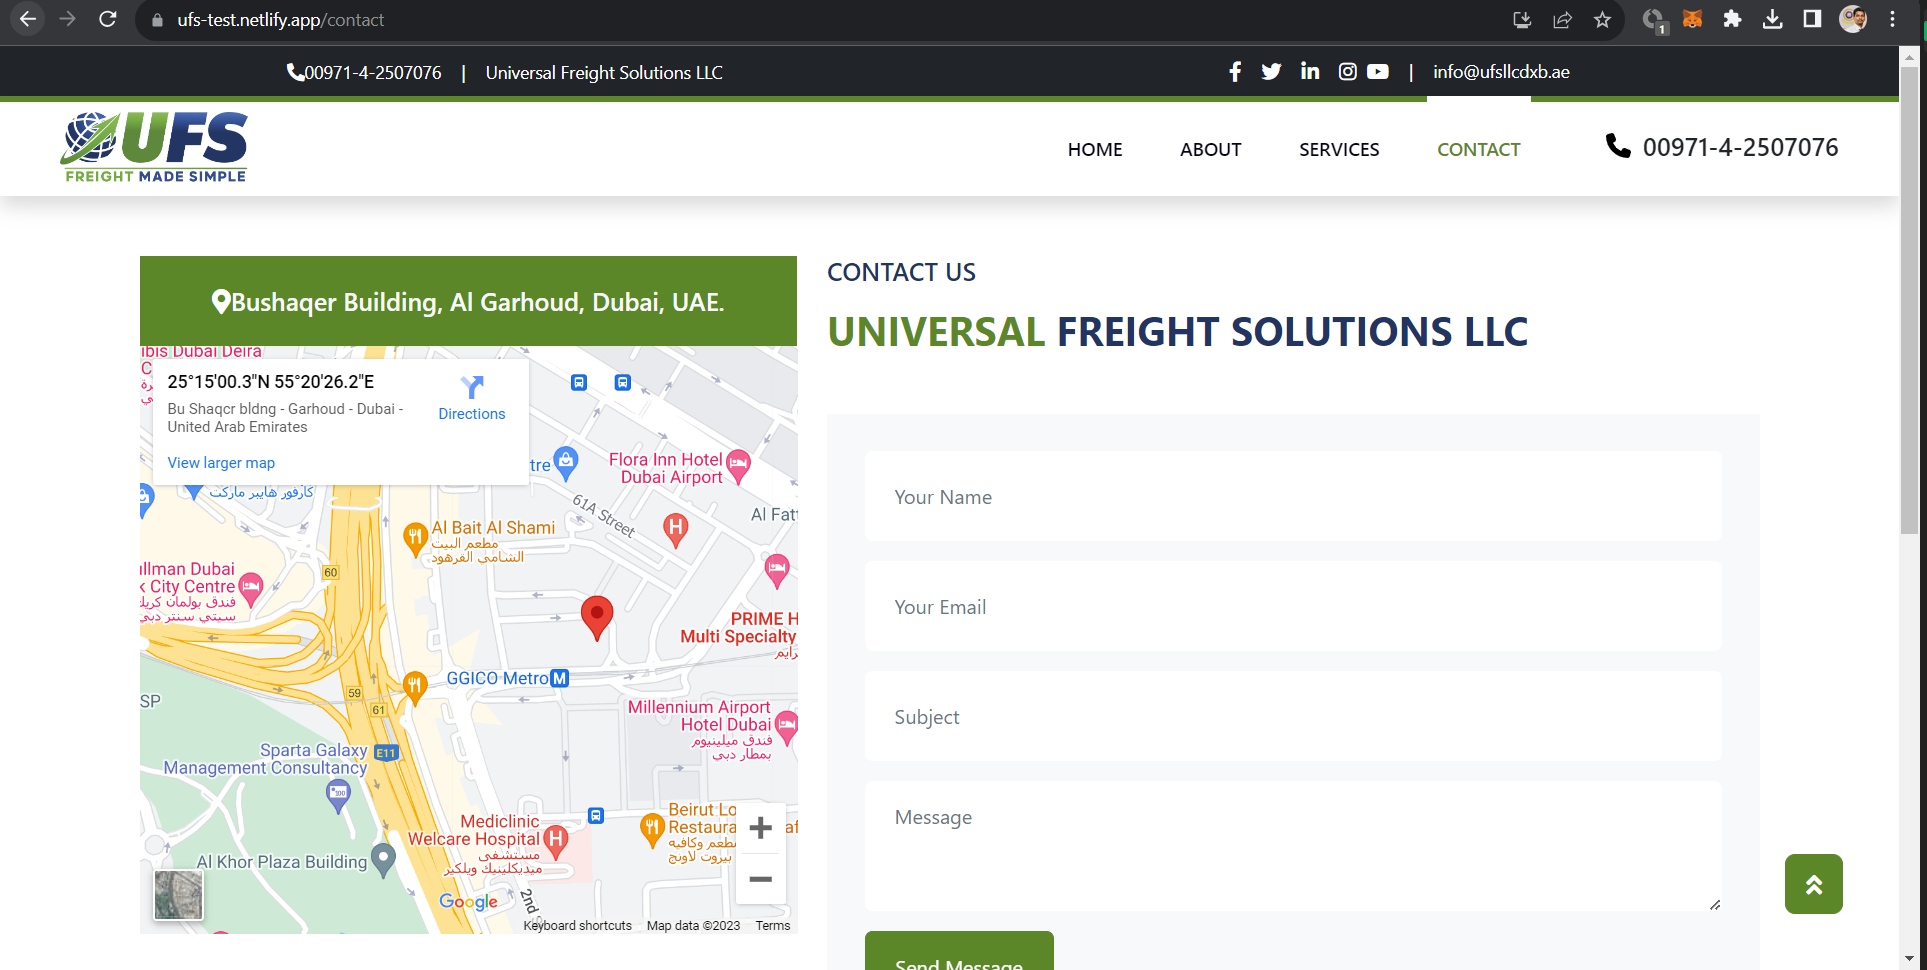 ufs-test.netlify.app/contact
1
00971-4-2507076 | Universal Freight Solutions LLC
| info@ufsllcdxb.ae
UFS
FREIGHT MADE SIMPLE
HOME
ABOUT
SERVICES
CONTACT
00971-4-2507076
Bushaqer Building, Al Garhoud, Dubai, UAE.
ibis Dubai Deira
25°15'00.3"N 55°20'26.2"E
Bu Shaqcr bldng - Garhoud - Dubai -
United Arab Emirates
Directions
View larger map
tre
كارفور هايبر ماركت
Flora Inn Hotel
Dubai Airport
61A Street
Al Fatt
H
Al Bait Al Shami
مطعم البيت
الشامي القرهود
60
ullman Dubai
k City Centre
فندق بولمان كريك
سيتي سنتر دبي
PRIME H
Multi Specialty
برايم
GGICO Metro M
SP
59
61
Millennium Airport
Hotel Dubai
فندق ميلينيوم
بمطار دبي
Sparta Galaxy
Management Consultancy
E11
Beirut Lo
Restaura
af
مطعم وكافيه
بيروت لاونج
Mediclinic
Welcare Hospital
H
مستشفى
ميديكلينيك ويلكير
Al Khor Plaza Building
2nd S
Google
Keyboard shortcuts
Map data ©2023
Terms
CONTACT US
UNIVERSAL FREIGHT SOLUTIONS LLC
Your Name
Your Email
Subject
Message
Send Message